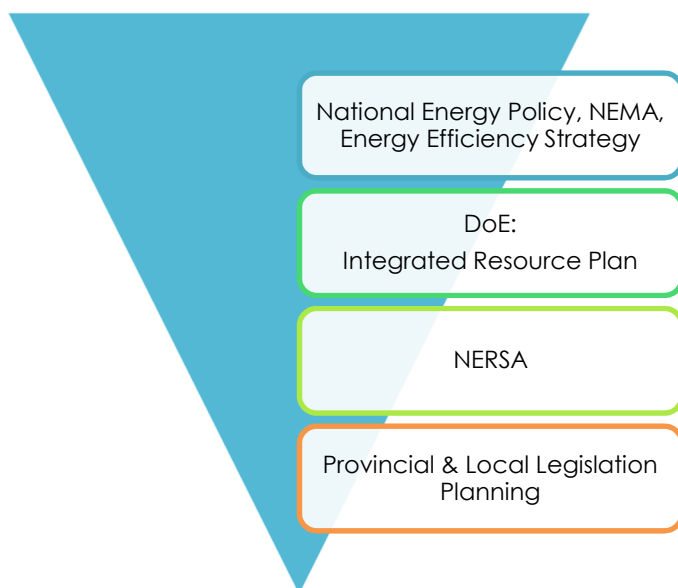 National Energy Policy, NEMA,
Energy Efficiency Strategy
DoE:
Integrated Resource Plan
NERSA
Provincial & Local Legislation
Planning